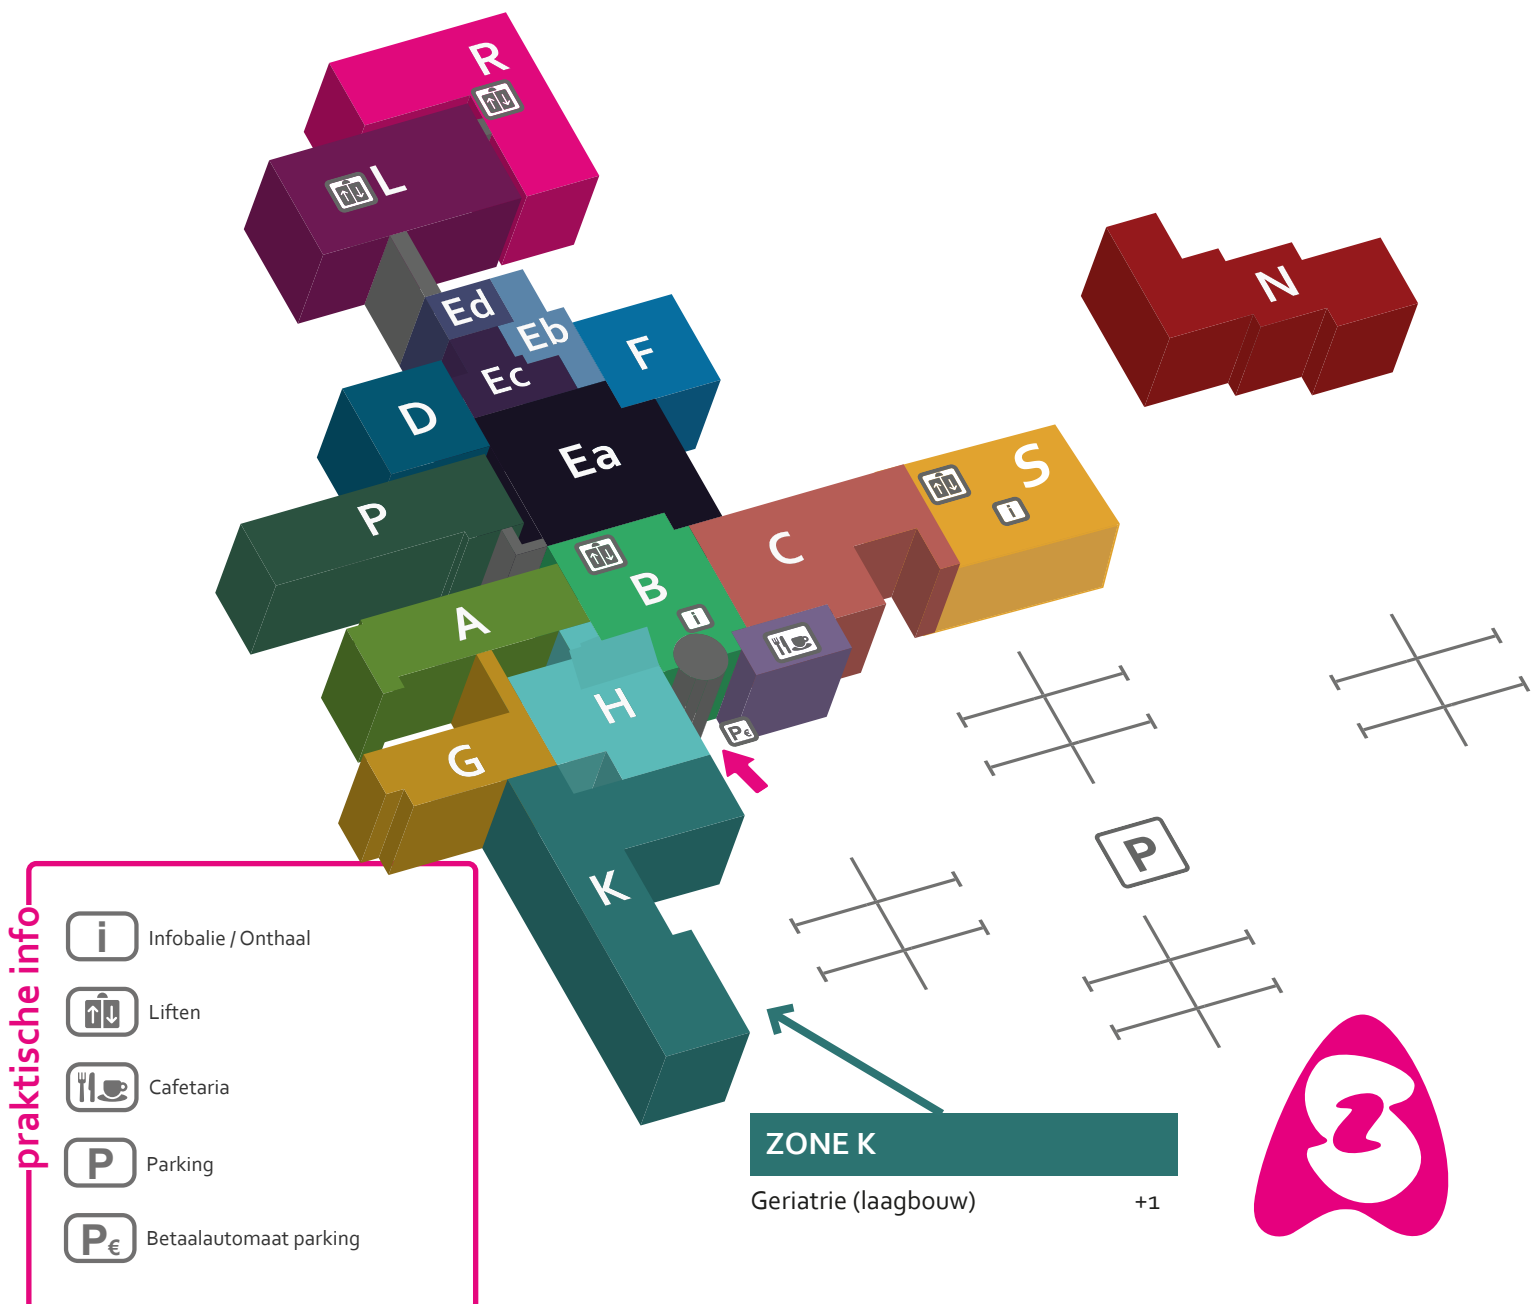 R
L
N
Ed
Eb
F
Ec
D
Ea
S
i
P
C
B
A
i
H
P€
G
K
P
praktische info
i Infobalie / Onthaal
Liften
Cafetaria
P Parking
P€ Betaalautomaat parking
ZONE K
Geriatrie (laagbouw) +1